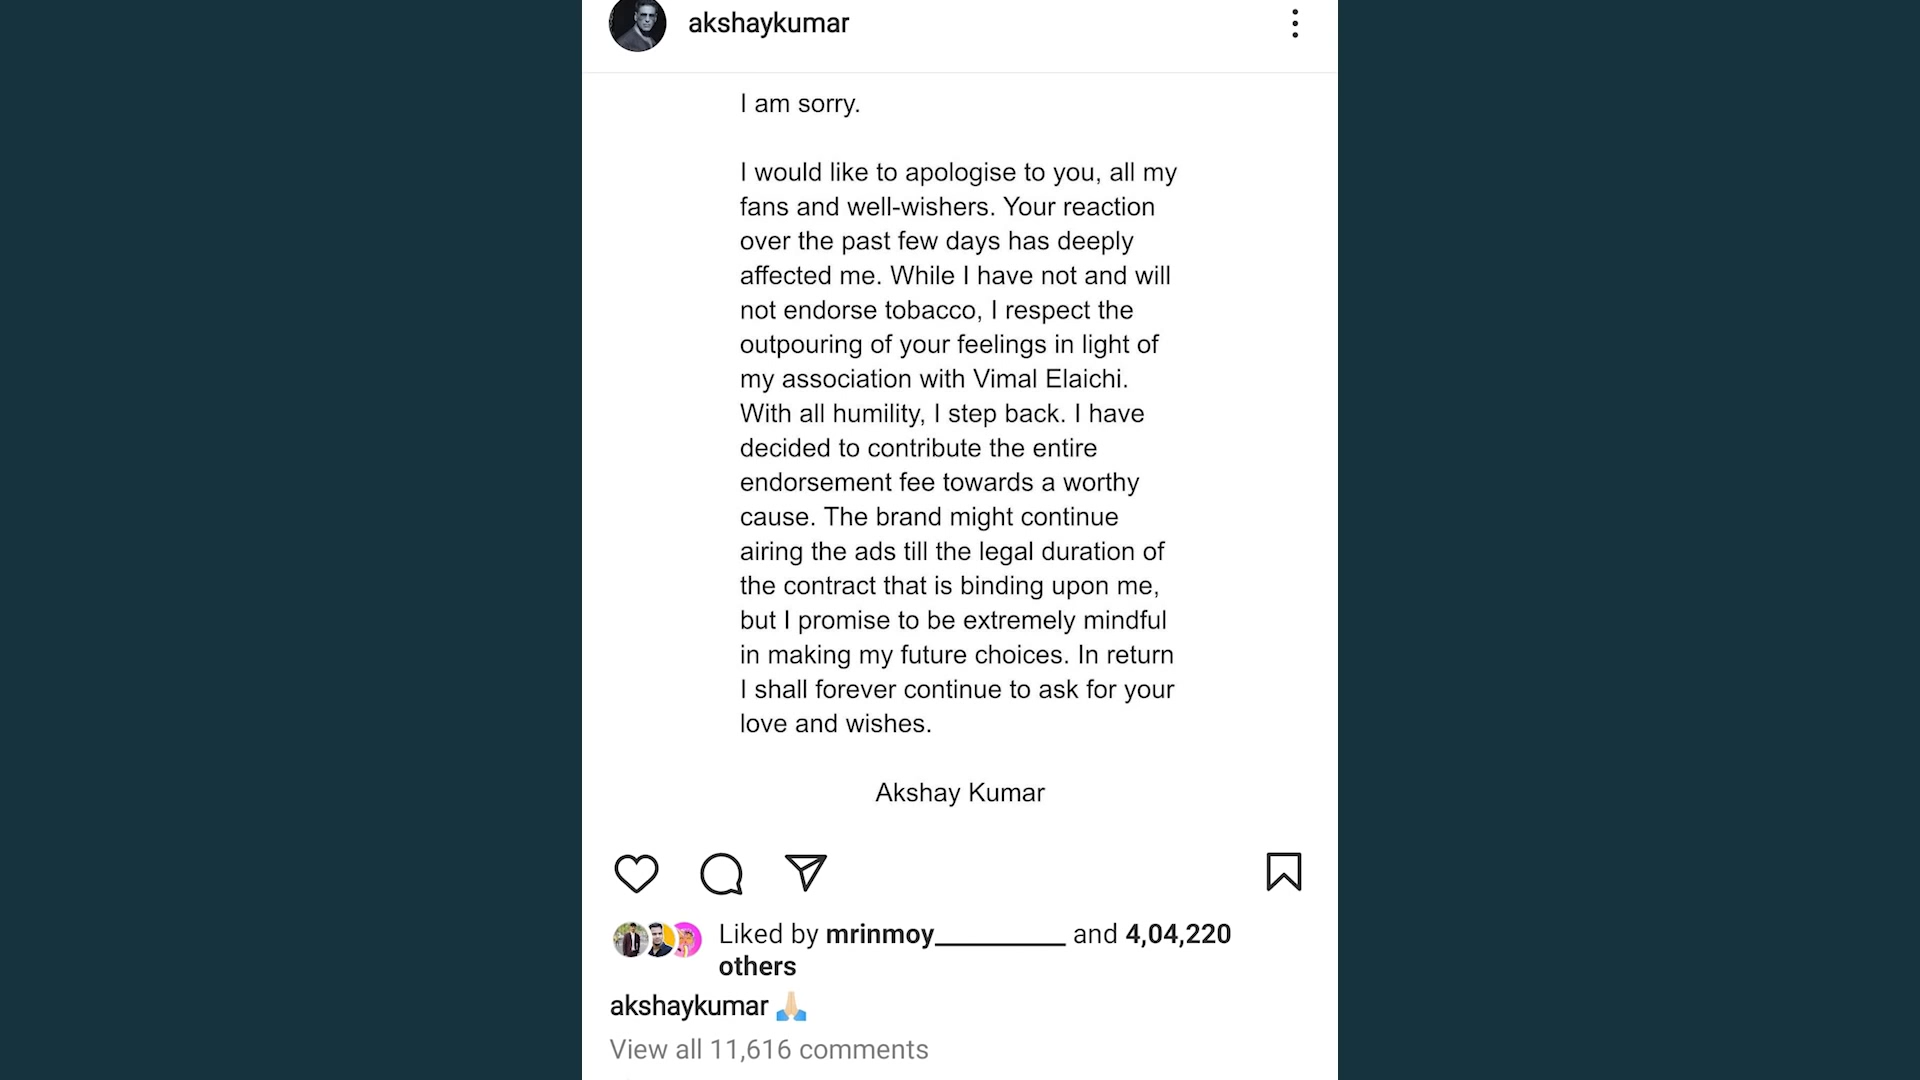 akshaykumar
I am sorry.
I would like to apologise to you, all my
fans and well-wishers. Your reaction
over the past few days has deeply
affected me. While I have not and will
not endorse tobacco, I respect the
outpouring of your feelings in light of
my association with Vimal Elaichi.
With all humility, I step back. I have
decided to contribute the entire
endorsement fee towards a worthy
cause. The brand might continue
airing the ads till the legal duration of
the contract that is binding upon me,
but I promise to be extremely mindful
in making my future choices. In return
I shall forever continue to ask for your
love and wishes.
Akshay Kumar
Liked by mrinmoy__________ and 4,04,220
others
akshaykumar 🙏🏻
View all 11,616 comments